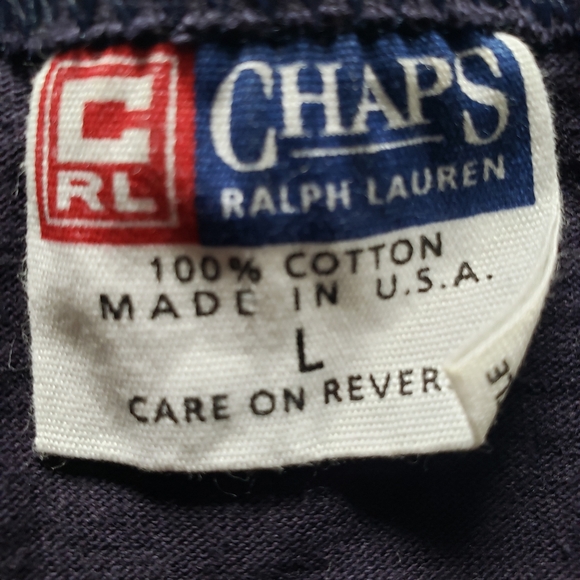 C
RL
CHAPS
RALPH LAUREN
100% COTTON
MADE IN U.S.A.
L
CARE ON REVER